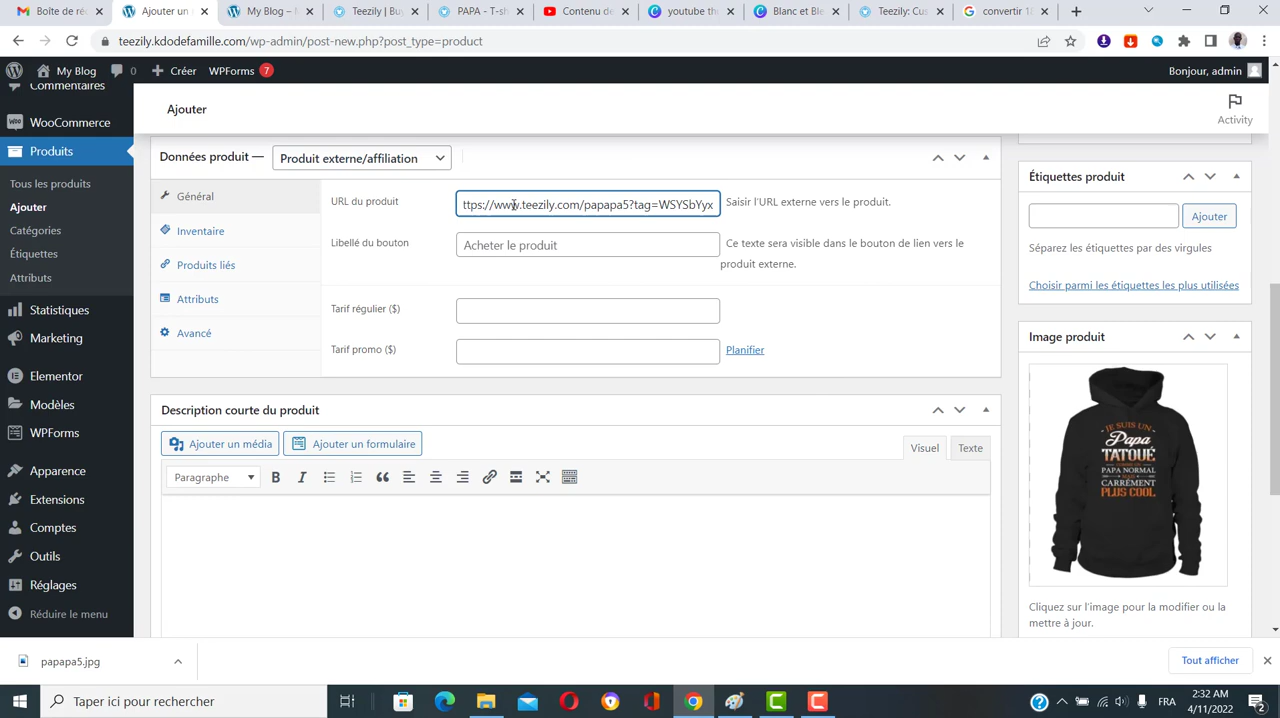 Boîte de ré
Ajouter un
My Blog –
Teezily | Bu
PAPA - T-sh
Contenu de
youtube th
Blanc et Ble
Teezily: Cus
convertir 1
teezily.kdodefamille.com/wp-admin/post-new.php?post_type=product
My Blog 0 Créer WPForms 7
Bonjour, admin
Commentaires
WooCommerce
Produits
Tous les produits
Ajouter
Catégories
Étiquettes
Attributs
Statistiques
Marketing
Elementor
Modèles
WPForms
Apparence
Extensions
Comptes
Outils
Réglages
Réduire le menu
Ajouter
Activity
Données produit — Produit externe/affiliation
Général
Inventaire
Produits liés
Attributs
Avancé
URL du produit ttps://www.teezily.com/papapa5?tag=WSYSbYyx Saisir l'URL externe vers le produit.
Libellé du bouton Acheter le produit Ce texte sera visible dans le bouton de lien vers le
produit externe.
Tarif régulier ($)
Tarif promo ($) Planifier
Description courte du produit
Ajouter un média Ajouter un formulaire
Visuel Texte
Paragraphe
Étiquettes produit
Ajouter
Séparez les étiquettes par des virgules
Choisir parmi les étiquettes les plus utilisées
Image produit
JE SUIS UN
Papa
TATOUÉ
PAPA NORMAL
CARRÉMENT
PLUS COOL
Cliquez sur l'image pour la modifier ou la
mettre à jour.
papapa5.jpg
Tout afficher
Taper ici pour rechercher
FRA
2:32 AM
4/11/2022
2